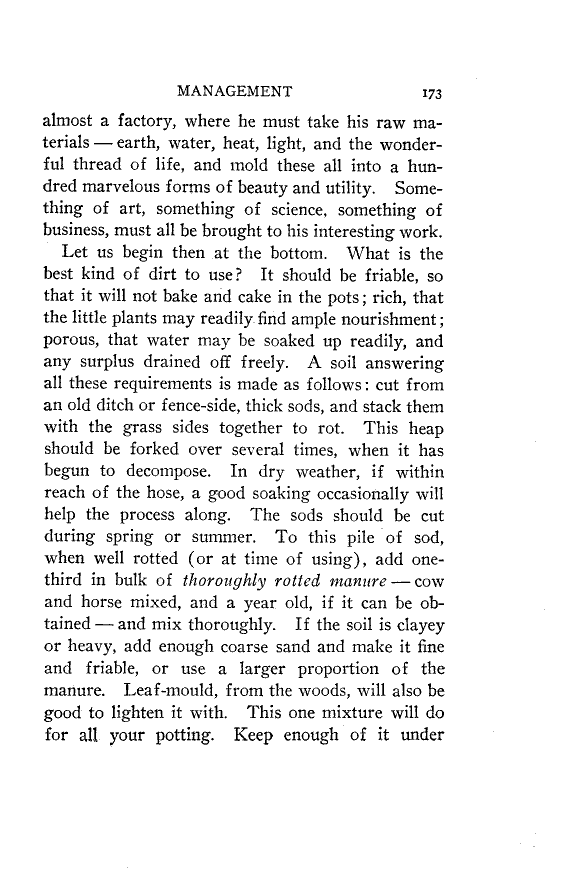 MANAGEMENT 173
almost a factory, where he must take his raw ma-
terials — earth, water, heat, light, and the wonder-
ful thread of life, and mold these all into a hun-
dred marvelous forms of beauty and utility. Some-
thing of art, something of science, something of
business, must all be brought to his interesting work.
Let us begin then at the bottom. What is the
best kind of dirt to use? It should be friable, so
that it will not bake and cake in the pots; rich, that
the little plants may readily find ample nourishment;
porous, that water may be soaked up readily, and
any surplus drained off freely. A soil answering
all these requirements is made as follows: cut from
an old ditch or fence-side, thick sods, and stack them
with the grass sides together to rot. This heap
should be forked over several times, when it has
begun to decompose. In dry weather, if within
reach of the hose, a good soaking occasionally will
help the process along. The sods should be cut
during spring or summer. To this pile of sod,
when well rotted (or at time of using), add one-
third in bulk of thoroughly rotted manure — cow
and horse mixed, and a year old, if it can be ob-
tained — and mix thoroughly. If the soil is clayey
or heavy, add enough coarse sand and make it fine
and friable, or use a larger proportion of the
manure. Leaf-mould, from the woods, will also be
good to lighten it with. This one mixture will do
for all your potting. Keep enough of it under